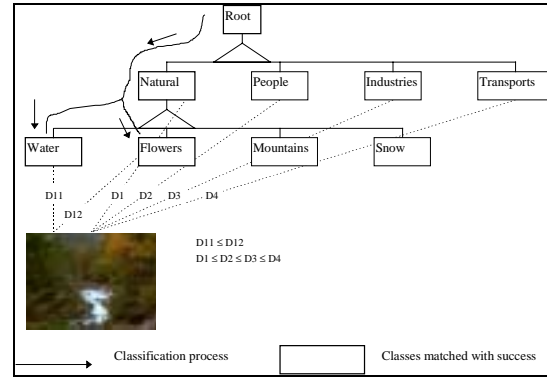 Root
Natural People Industries Transports
Water Flowers Mountains Snow
D11 D1 D2 D3 D4
D12
D11 ≤ D12
D1 ≤ D2 ≤ D3 ≤ D4
Classification process Classes matched with success